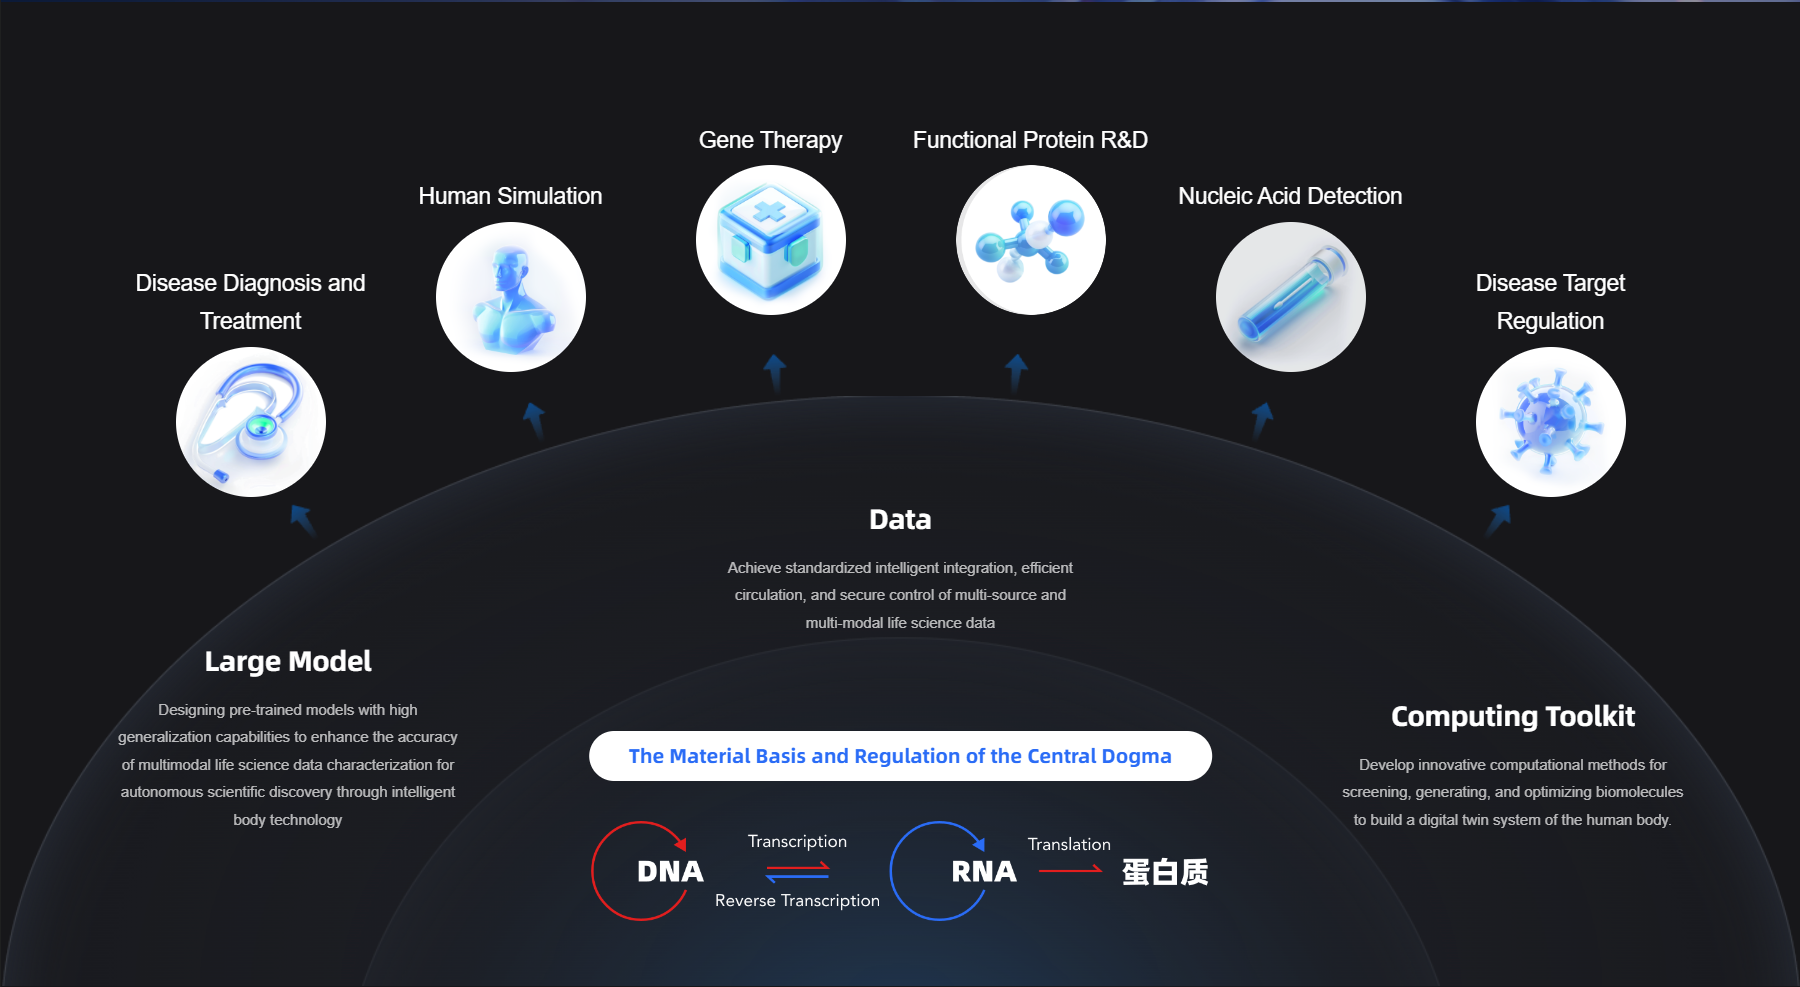 Gene Therapy
Functional Protein R&D
Human Simulation
Nucleic Acid Detection
Disease Diagnosis and
Treatment
Disease Target
Regulation
Data
Achieve standardized intelligent integration, efficient
circulation, and secure control of multi-source and
multi-modal life science data
Large Model
Designing pre-trained models with high
generalization capabilities to enhance the accuracy
of multimodal life science data characterization for
autonomous scientific discovery through intelligent
body technology
Computing Toolkit
Develop innovative computational methods for
screening, generating, and optimizing biomolecules
to build a digital twin system of the human body.
The Material Basis and Regulation of the Central Dogma
DNA
Transcription
Reverse Transcription
RNA
Translation
蛋白质